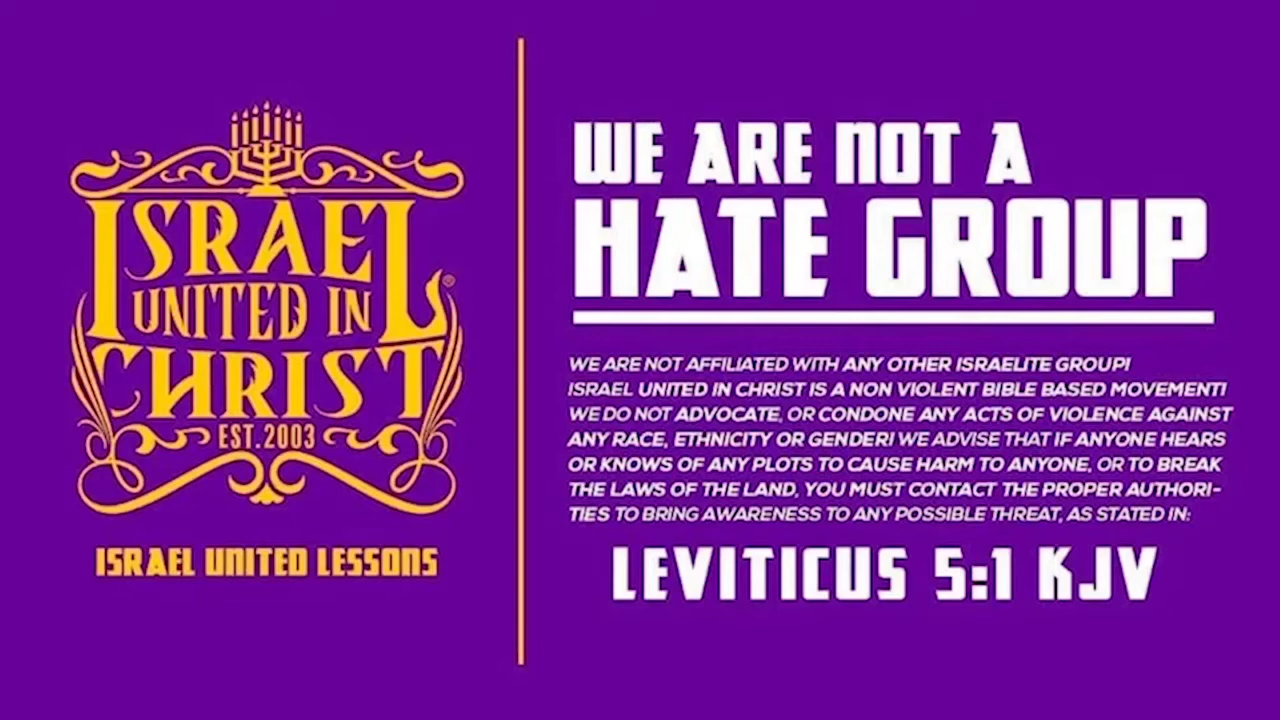 ISRAEL
UNITED IN
CHRIST
®
EST. 2003
ISRAEL UNITED LESSONS
WE ARE NOT A
HATE GROUP
WE ARE NOT AFFILIATED WITH ANY OTHER ISRAELITE GROUP!
ISRAEL UNITED IN CHRIST IS A NON VIOLENT BIBLE BASED MOVEMENT!
WE DO NOT ADVOCATE, OR CONDONE ANY ACTS OF VIOLENCE AGAINST
ANY RACE, ETHNICITY OR GENDER! WE ADVISE THAT IF ANYONE HEARS
OR KNOWS OF ANY PLOTS TO CAUSE HARM TO ANYONE, OR TO BREAK
THE LAWS OF THE LAND, YOU MUST CONTACT THE PROPER AUTHORI-
TIES TO BRING AWARENESS TO ANY POSSIBLE THREAT, AS STATED IN:
LEVITICUS 5:1 KJV